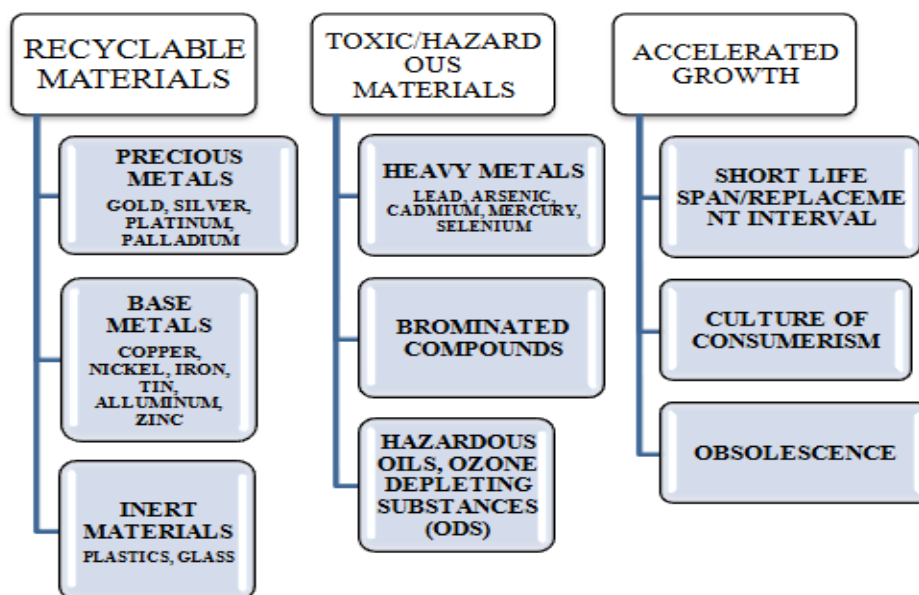 RECYCLABLE
MATERIALS
PRECIOUS
METALS
GOLD, SILVER,
PLATINUM,
PALLADIUM
BASE
METALS
COPPER,
NICKEL, IRON,
TIN,
ALLUMINUM,
ZINC
INERT
MATERIALS
PLASTICS, GLASS
TOXIC/HAZARD
OUS
MATERIALS
HEAVY METALS
LEAD, ARSENIC,
CADMIUM, MERCURY,
SELENIUM
BROMINATED
COMPOUNDS
HAZARDOUS
OILS, OZONE
DEPLETING
SUBSTANCES
(ODS)
ACCELERATED
GROWTH
SHORT LIFE
SPAN/REPLACEME
NT INTERVAL
CULTURE OF
CONSUMERISM
OBSOLESCENCE